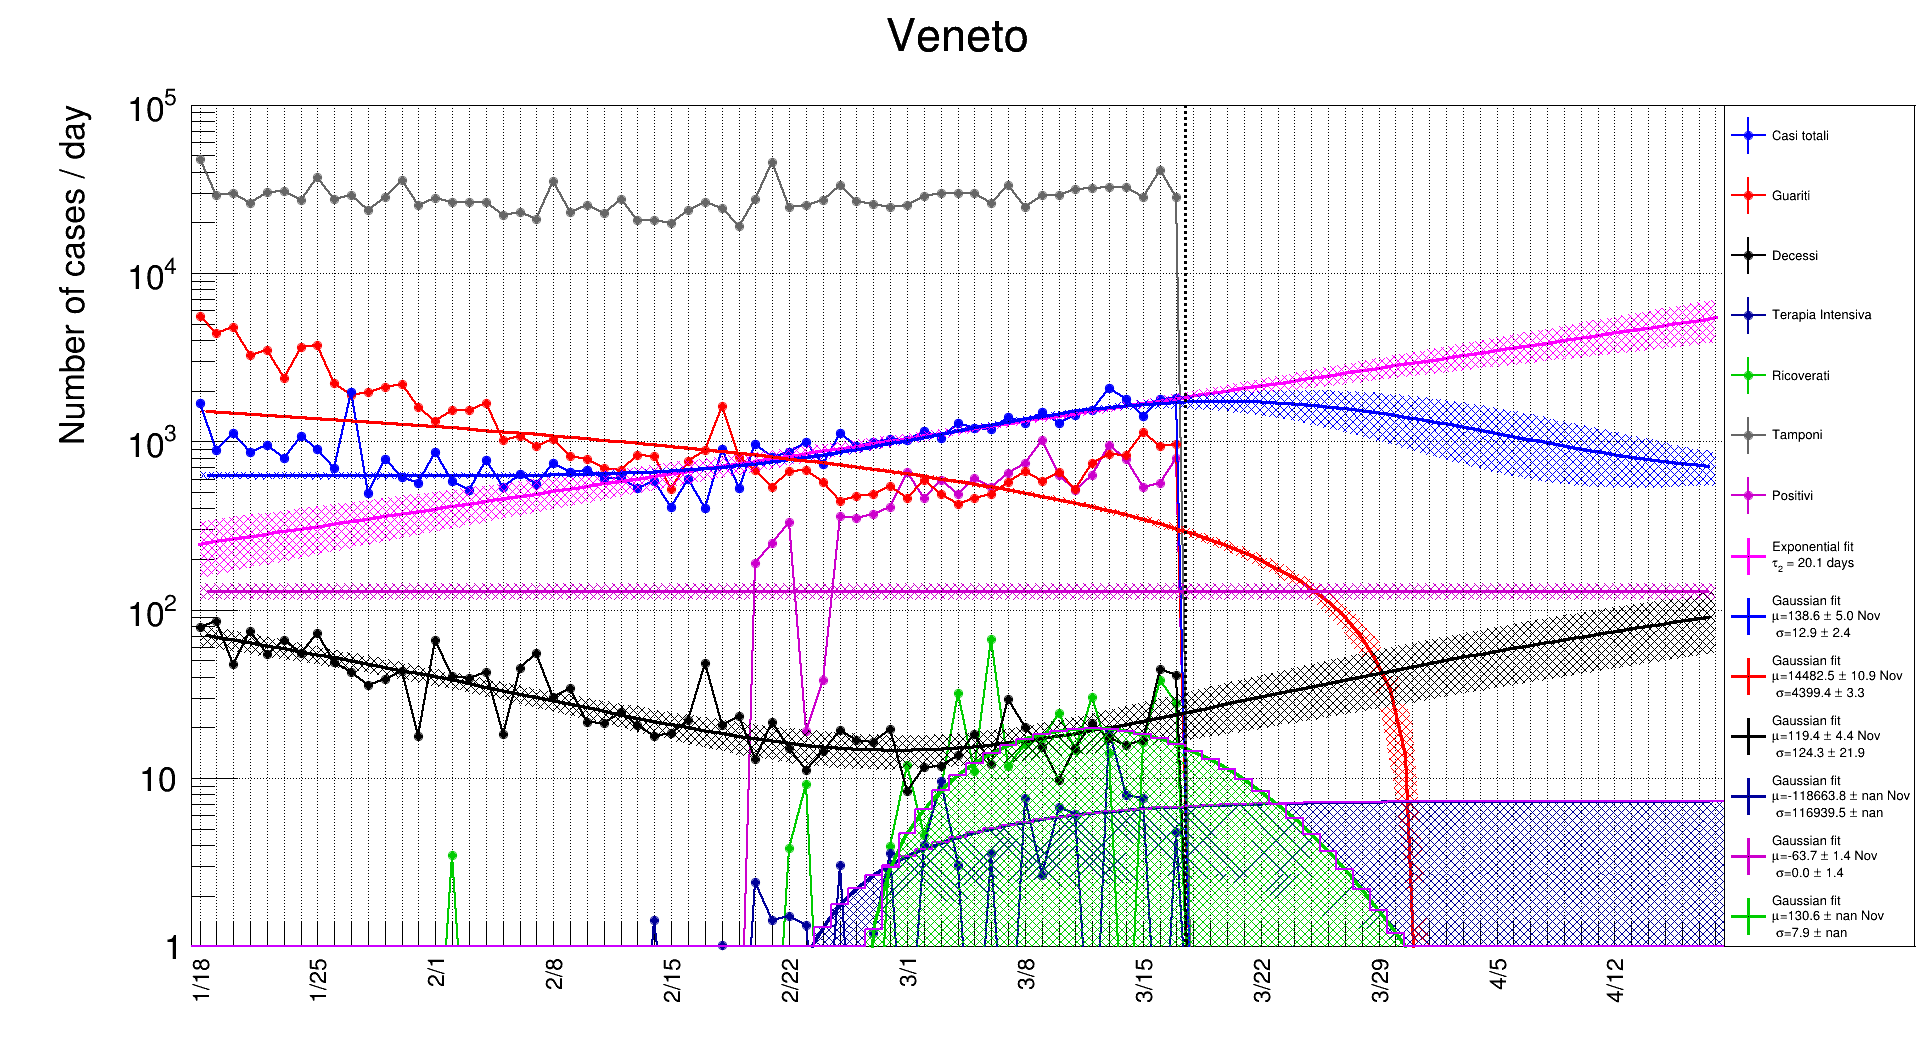 Veneto
Number of cases / day
10^5
10^4
10^3
10^2
10
1
1/18
1/25
2/1
2/8
2/15
2/22
3/1
3/8
3/15
3/22
3/29
4/5
4/12
Casi totali
Guariti
Decessi
Terapia Intensiva
Ricoverati
Tamponi
Positivi
Exponential fit
τ₂ = 20.1 days
Gaussian fit
μ=138.6 ± 5.0 Nov
σ=12.9 ± 2.4
Gaussian fit
μ=14482.5 ± 10.9 Nov
σ=4399.4 ± 3.3
Gaussian fit
μ=119.4 ± 4.4 Nov
σ=124.3 ± 21.9
Gaussian fit
μ=-118663.8 ± nan Nov
σ=116939.5 ± nan
Gaussian fit
μ=-63.7 ± 1.4 Nov
σ=0.0 ± 1.4
Gaussian fit
μ=130.6 ± nan Nov
σ=7.9 ± nan